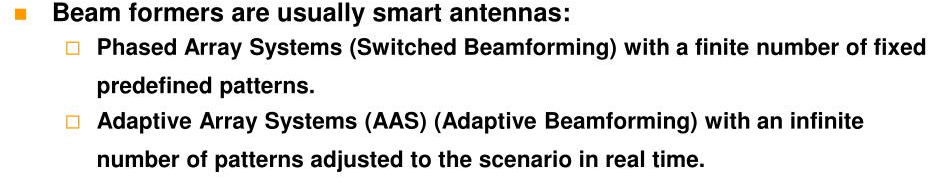 Beam formers are usually smart antennas:
Phased Array Systems (Switched Beamforming) with a finite number of fixed
predefined patterns.
Adaptive Array Systems (AAS) (Adaptive Beamforming) with an infinite
number of patterns adjusted to the scenario in real time.